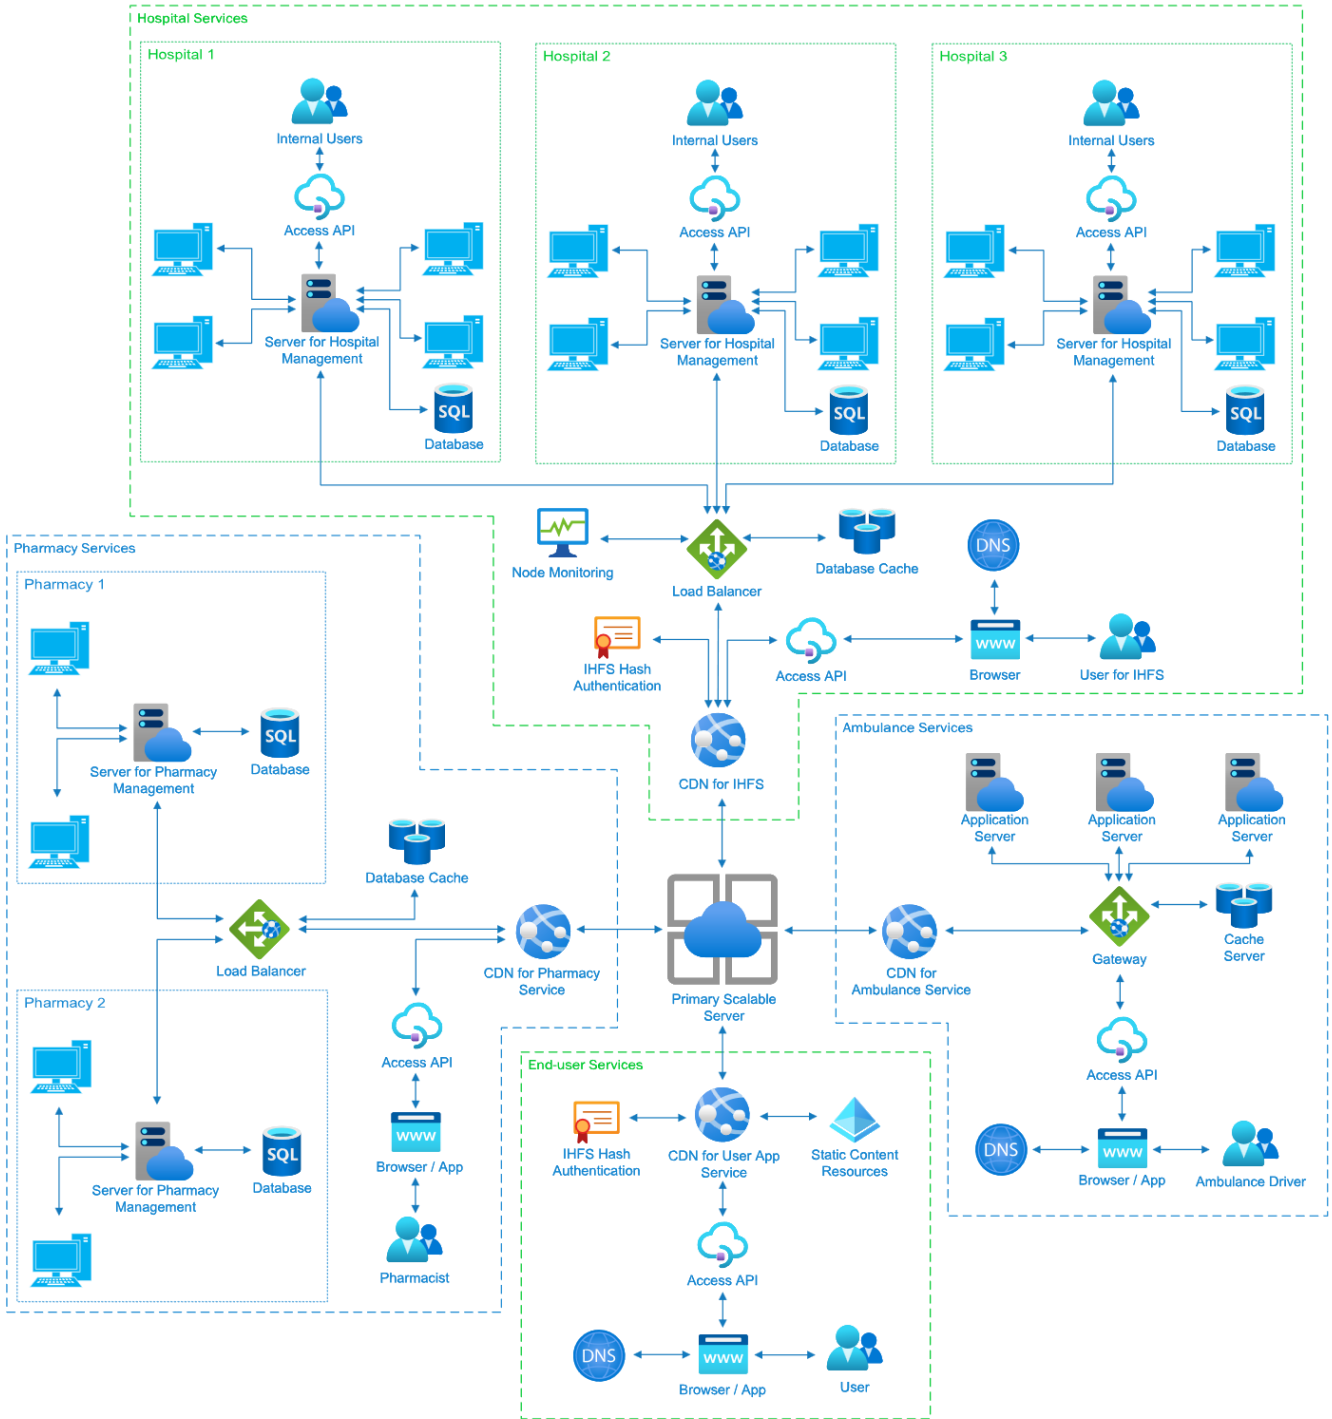 Hospital Services
Hospital 1
Internal Users
Access API
Server for Hospital
Management
SQL
Database
Hospital 2
Internal Users
Access API
Server for Hospital
Management
SQL
Database
Hospital 3
Internal Users
Access API
Server for Hospital
Management
SQL
Database
Node Monitoring
Load Balancer
Database Cache
DNS
IHFS Hash
Authentication
Access API
WWW
Browser
User for IHFS
CDN for IHFS
Pharmacy Services
Pharmacy 1
Server for Pharmacy
Management
SQL
Database
Database Cache
Load Balancer
CDN for Pharmacy
Service
Pharmacy 2
Server for Pharmacy
Management
SQL
Database
Access API
WWW
Browser / App
Pharmacist
Primary Scalable
Server
Ambulance Services
Application
Server
Application
Server
Application
Server
CDN for
Ambulance Service
Gateway
Cache
Server
Access API
DNS
WWW
Browser / App
Ambulance Driver
End-user Services
IHFS Hash
Authentication
CDN for User App
Service
Static Content
Resources
Access API
DNS
WWW
Browser / App
User